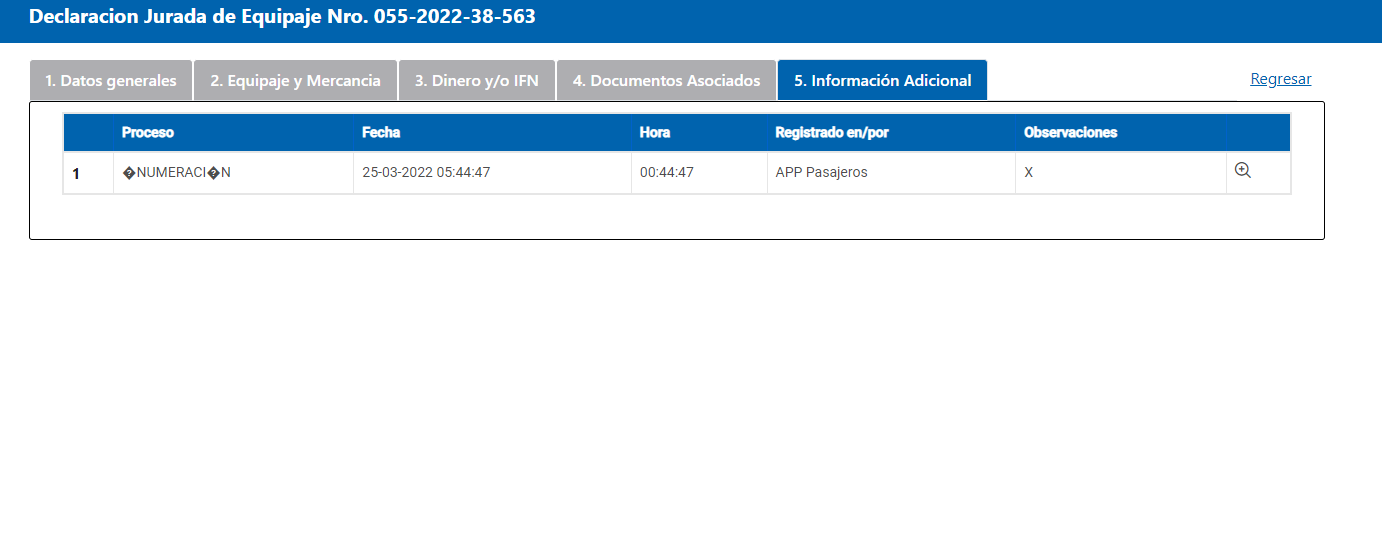 Declaracion Jurada de Equipaje Nro. 055-2022-38-563
1. Datos generales 2. Equipaje y Mercancia 3. Dinero y/o IFN 4. Documentos Asociados 5. Información Adicional Regresar
Proceso Fecha Hora Registrado en/por Observaciones
1 �NUMERACI�N 25-03-2022 05:44:47 00:44:47 APP Pasajeros X